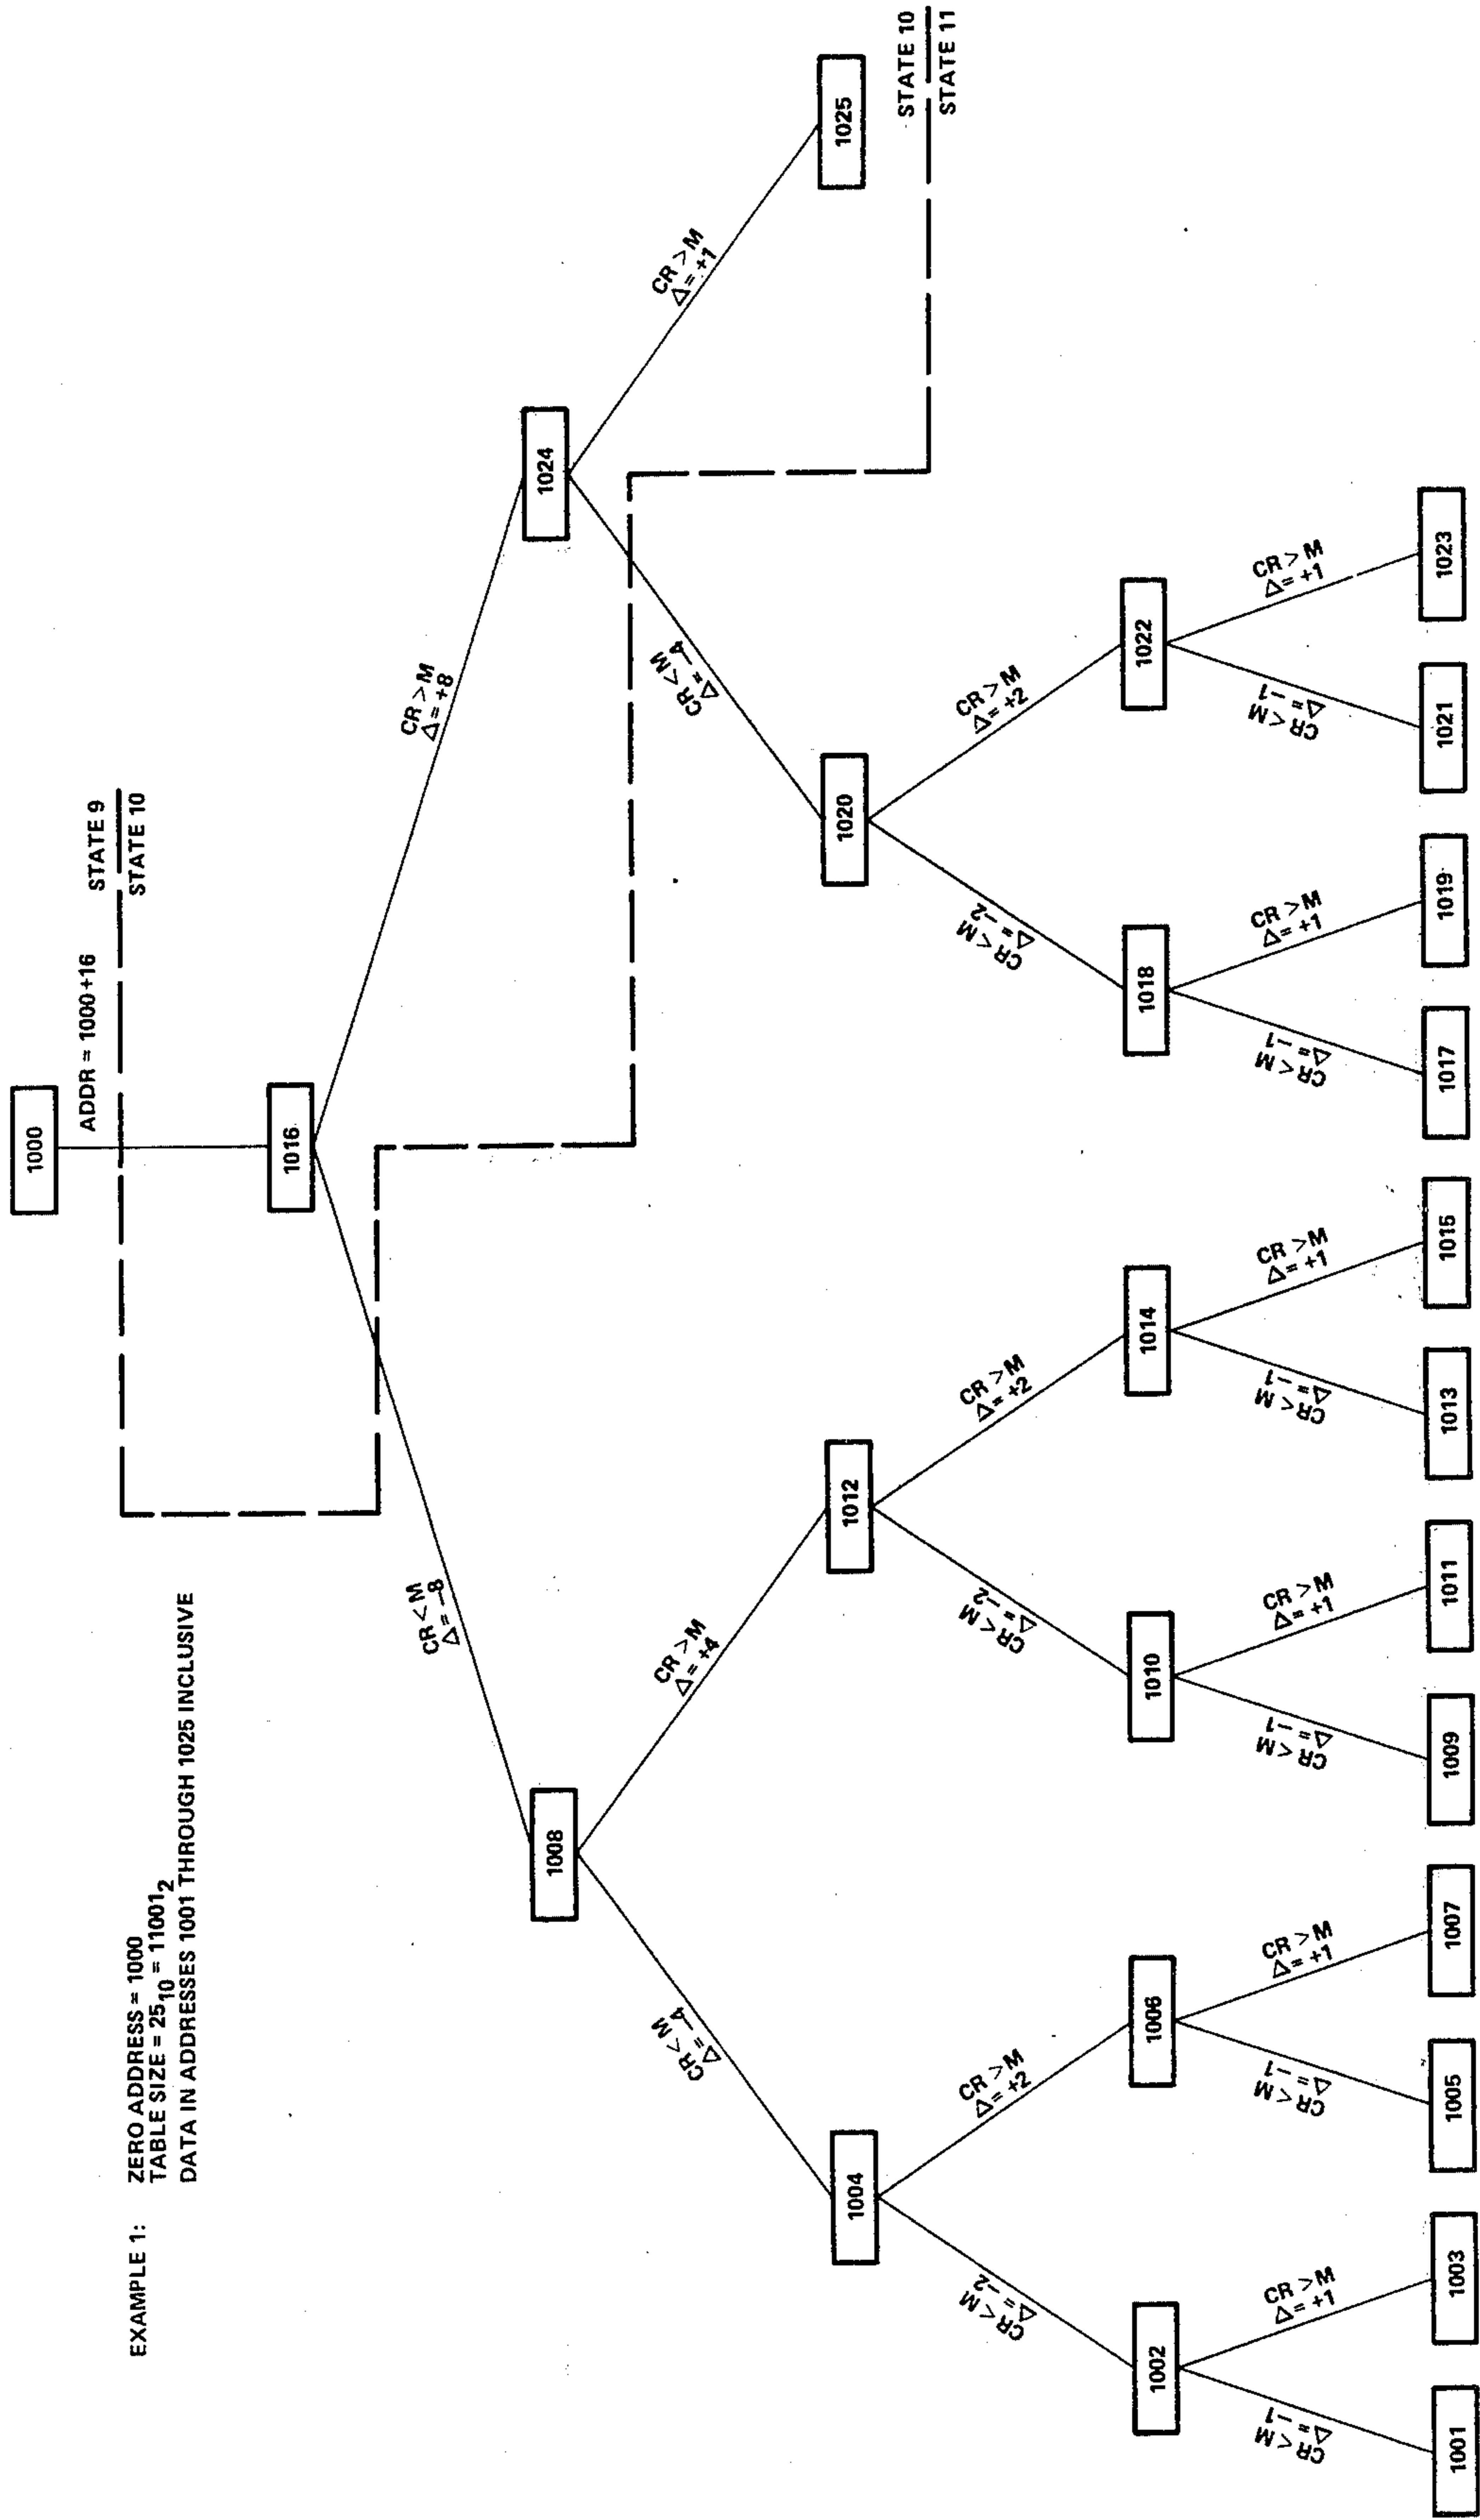 EXAMPLE 1:
ZERO ADDRESS = 1000
TABLE SIZE = 25₁₀ = 11001₂
DATA IN ADDRESSES 1001 THROUGH 1025 INCLUSIVE
1000
ADDR = 1000+16
STATE 9
STATE 10
1016
CR < M
Δ = −8
CR > M
Δ = +8
1008
1024
CR < M
Δ = −4
CR > M
Δ = +4
CR < M
Δ = −4
CR > M
Δ = +1
1004
1012
1020
1025
STATE 10
STATE 11
CR < M
Δ = −2
CR > M
Δ = +2
CR < M
Δ = −2
CR > M
Δ = +2
CR < M
Δ = −2
CR > M
Δ = +2
1002
1006
1010
1014
1018
1022
CR < M
Δ = −1
CR > M
Δ = +1
CR < M
Δ = −1
CR > M
Δ = +1
CR < M
Δ = −1
CR > M
Δ = +1
CR < M
Δ = −1
CR > M
Δ = +1
CR < M
Δ = −1
CR > M
Δ = +1
CR < M
Δ = −1
CR > M
Δ = +1
1001
1003
1005
1007
1009
1011
1013
1015
1017
1019
1021
1023